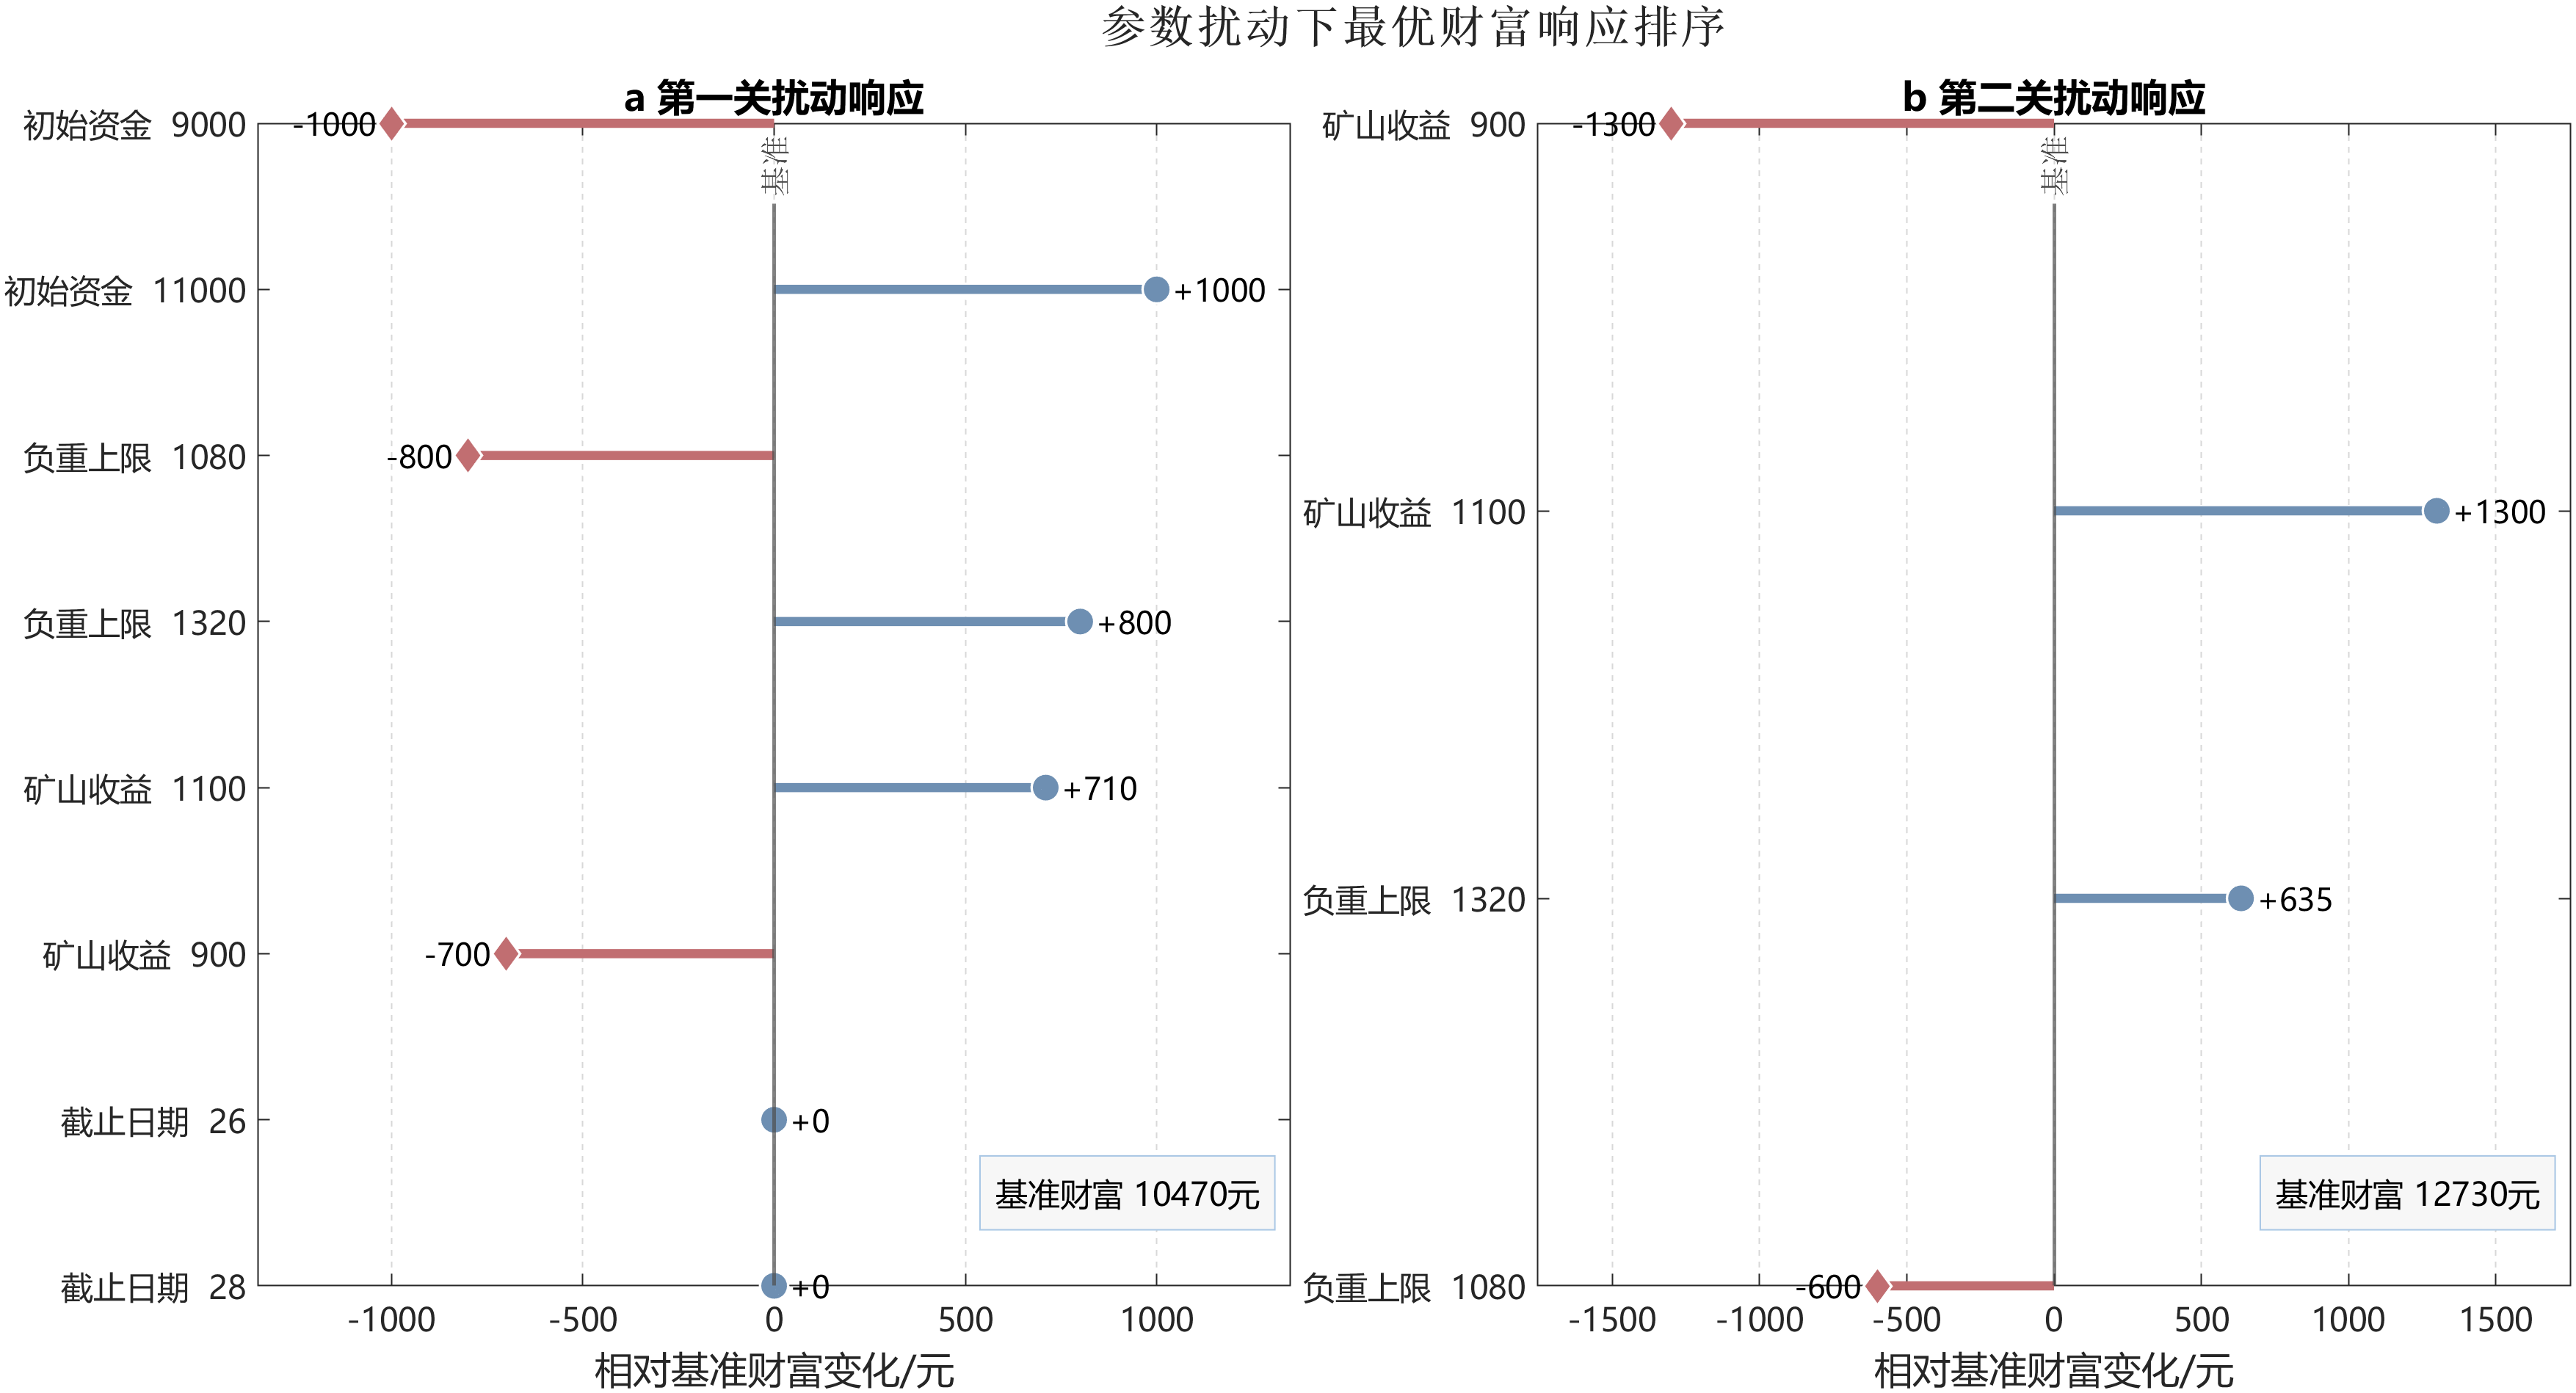 参数扰动下最优财富响应排序
a 第一关扰动响应
初始资金 9000
-1000
基准
初始资金 11000
+1000
负重上限 1080
-800
负重上限 1320
+800
矿山收益 1100
+710
矿山收益 900
-700
截止日期 26
+0
基准财富 10470元
截止日期 28
+0
-1000 -500 0 500 1000
相对基准财富变化/元
b 第二关扰动响应
矿山收益 900
-1300
基准
矿山收益 1100
+1300
负重上限 1320
+635
基准财富 12730元
负重上限 1080
-600
-1500 -1000 -500 0 500 1000 1500
相对基准财富变化/元